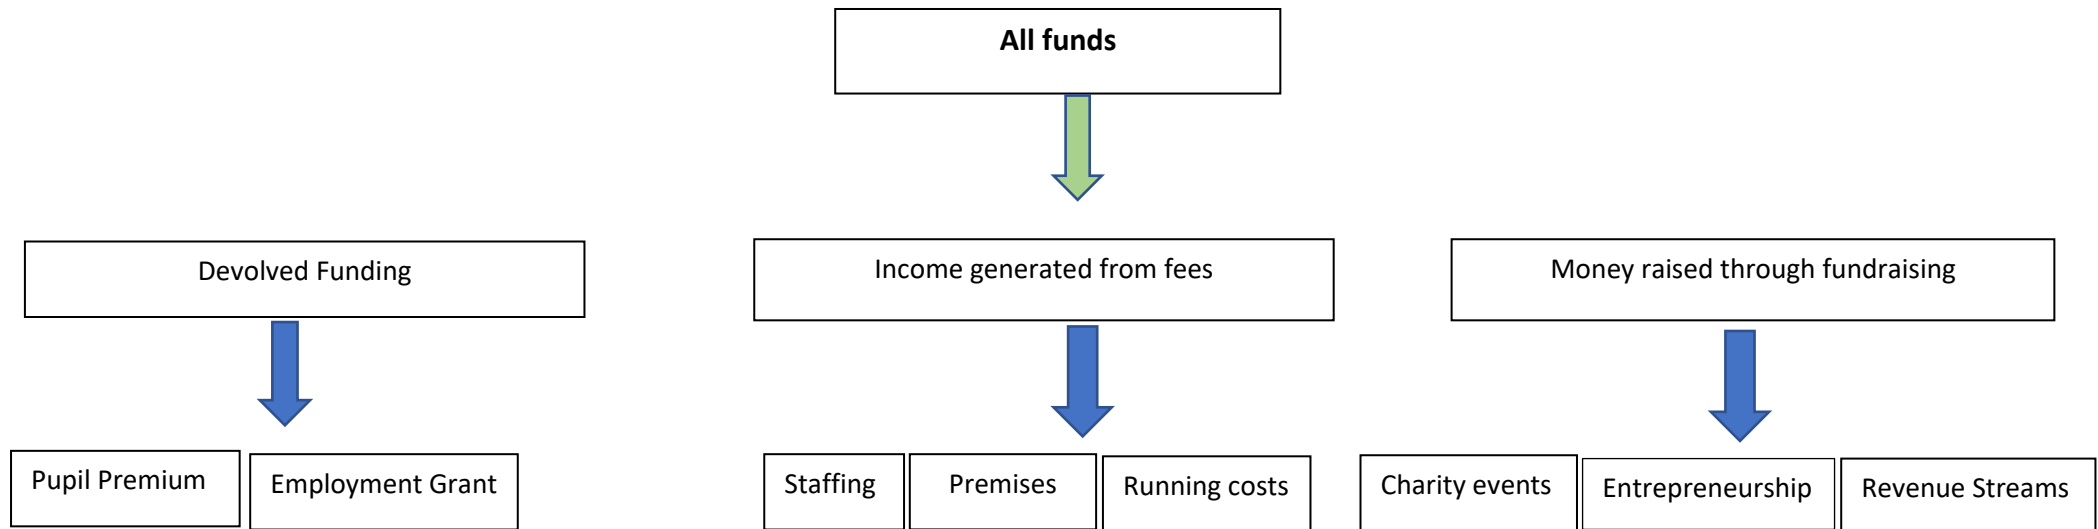 All funds
Devolved Funding
Income generated from fees
Money raised through fundraising
Pupil Premium
Employment Grant
Staffing
Premises
Running costs
Charity events
Entrepreneurship
Revenue Streams